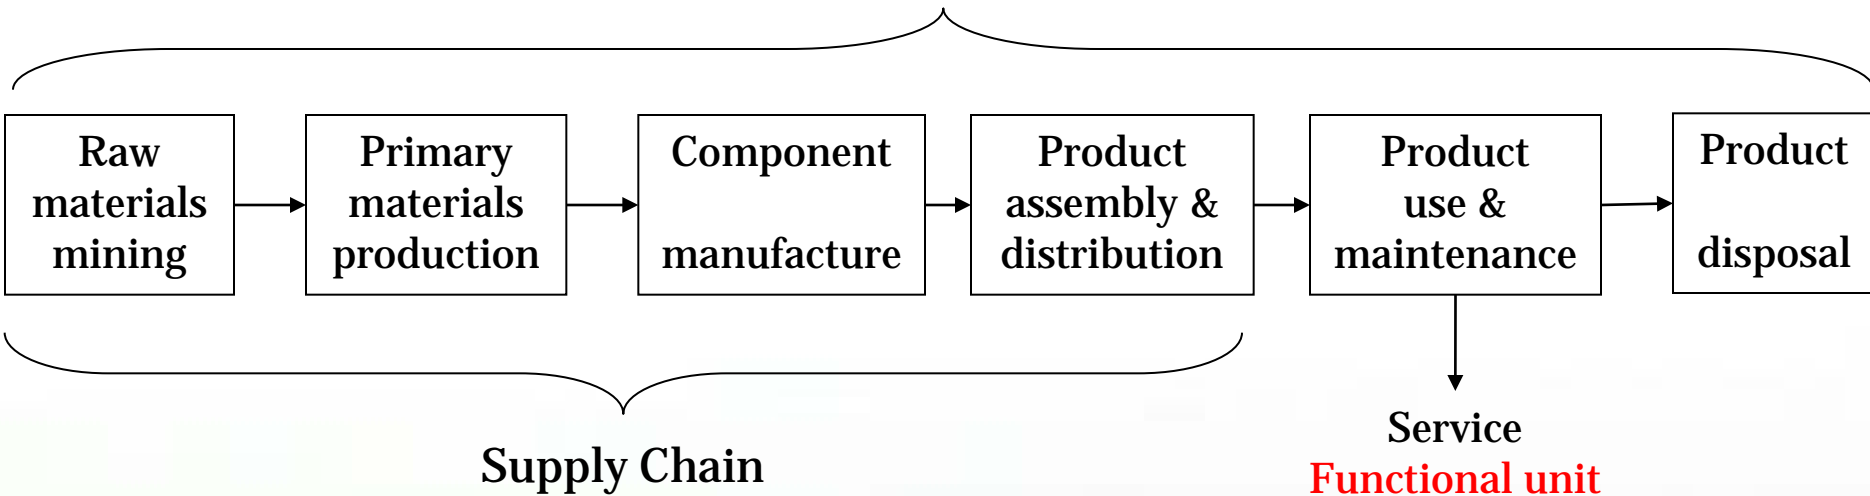 Raw
materials
mining
Primary
materials
production
Component
manufacture
Product
assembly &
distribution
Product
use &
maintenance
Product
disposal
Supply Chain
Service
Functional unit